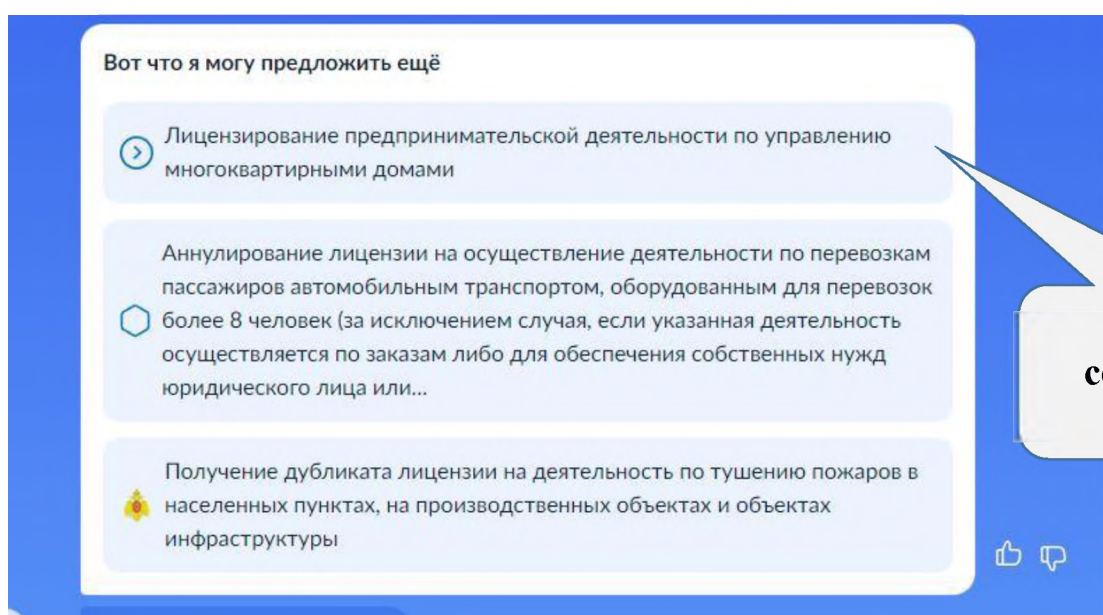 Вот что я могу предложить ещё
Лицензирование предпринимательской деятельности по управлению
многоквартирными домами
Аннулирование лицензии на осуществление деятельности по перевозкам
пассажиров автомобильным транспортом, оборудованным для перевозок
более 8 человек (за исключением случая, если указанная деятельность
осуществляется по заказам либо для обеспечения собственных нужд
юридического лица или...
Получение дубликата лицензии на деятельность по тушению пожаров в
населенных пунктах, на производственных объектах и объектах
инфраструктуры